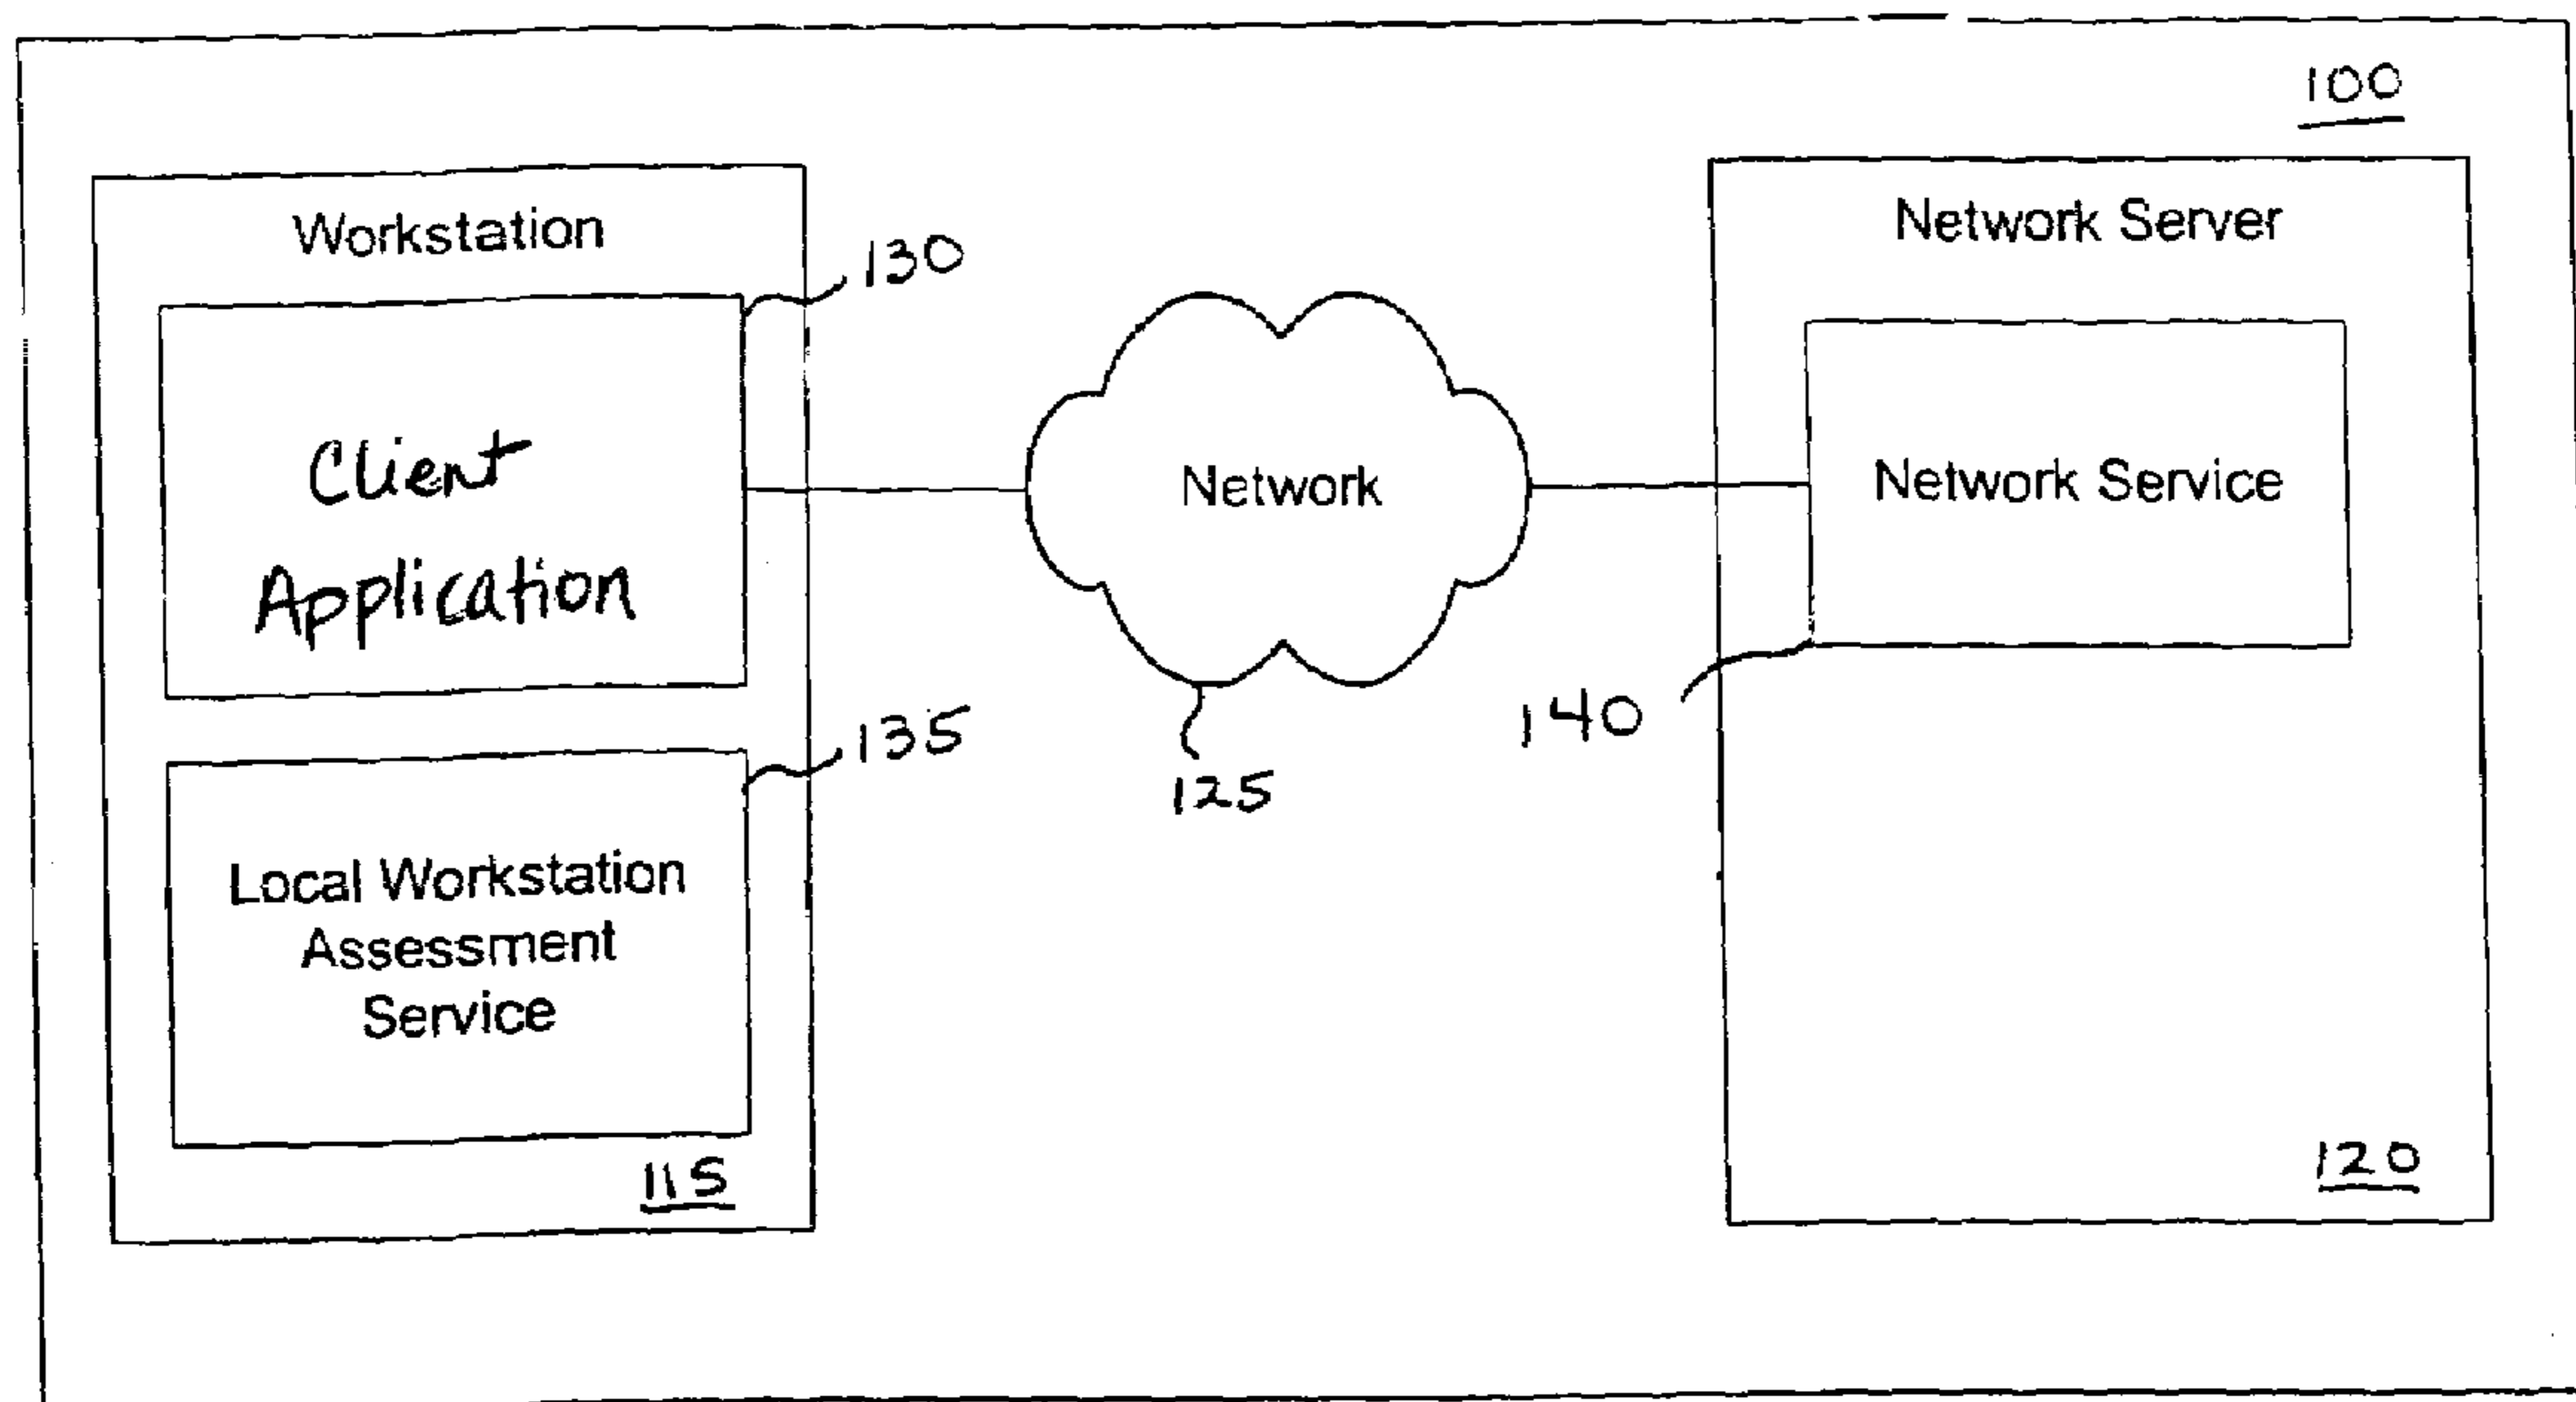 100
Workstation
Network Server
130
Client
Application
Network
Network Service
135
140
125
Local Workstation
Assessment
Service
115
120